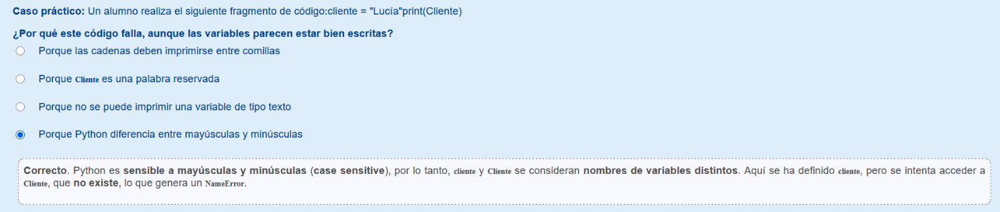 Caso práctico: Un alumno realiza el siguiente fragmento de código:cliente = "Lucía"print(Cliente)
¿Por qué este código falla, aunque las variables parecen estar bien escritas?
Porque las cadenas deben imprimirse entre comillas
Porque Cliente es una palabra reservada
Porque no se puede imprimir una variable de tipo texto
Porque Python diferencia entre mayúsculas y minúsculas
Correcto. Python es sensible a mayúsculas y minúsculas (case sensitive), por lo tanto, cliente y Cliente se consideran nombres de variables distintos. Aquí se ha definido cliente, pero se intenta acceder a
Cliente, que no existe, lo que genera un NameError.